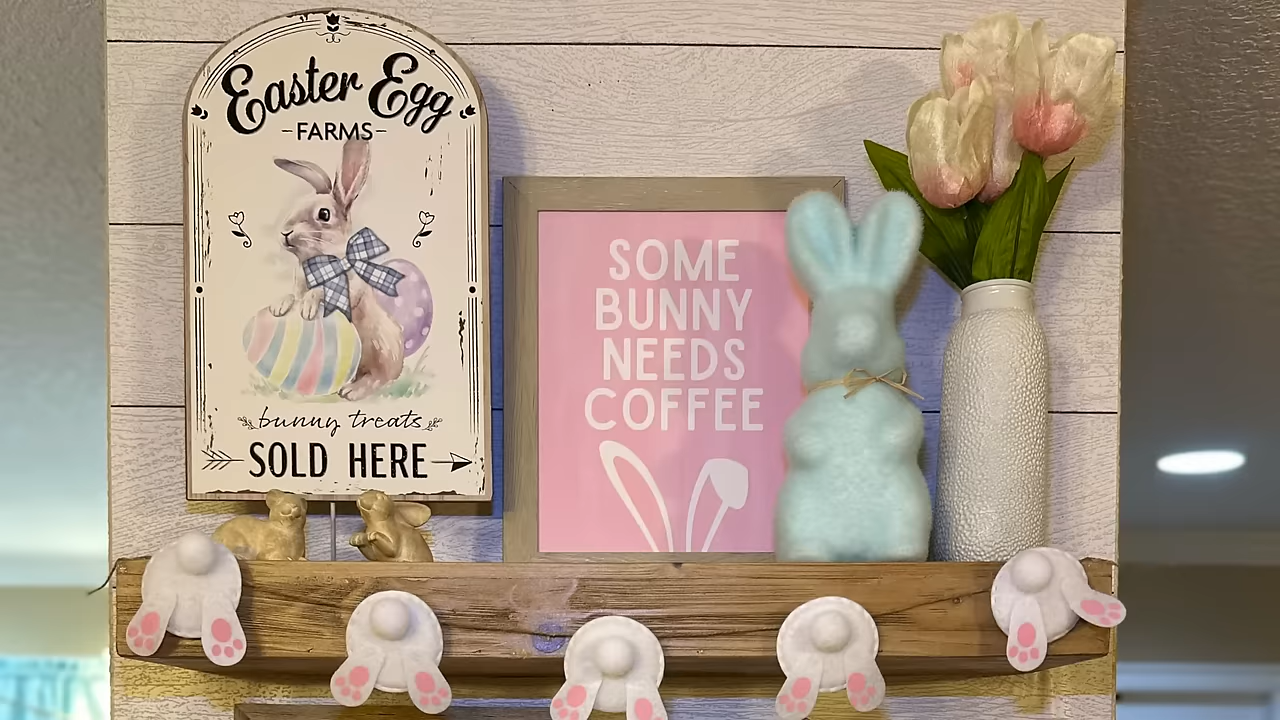 Easter Egg
-FARMS-
bunny treats
SOLD HERE
SOME
BUNNY
NEEDS
COFFEE